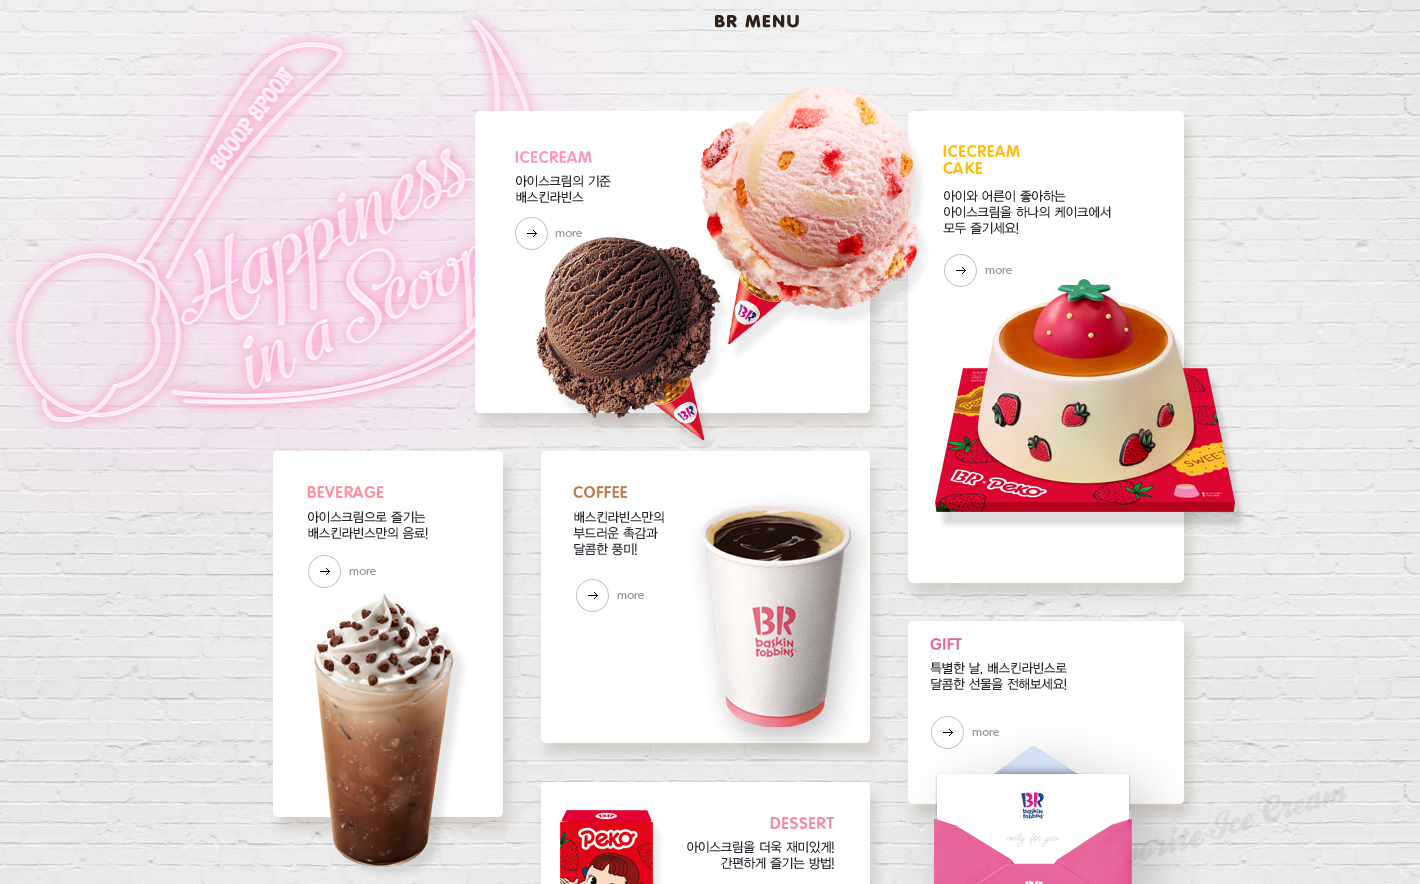 BR MENU
SCOOP SPOON
Happiness
in a Scoop
ICECREAM
아이스크림의 기준
배스킨라빈스
more
BR
BR
ICECREAM
CAKE
아이와 어른이 좋아하는
아이스크림을 하나의 케이크에서
모두 즐기세요!
more
SWEET
BR · Peko
BEVERAGE
아이스크림으로 즐기는
배스킨라빈스만의 음료!
more
COFFEE
배스킨라빈스만의
부드러운 촉감과
달콤한 풍미!
more
BR
baskin
robbins
GIFT
특별한 날, 배스킨라빈스로
달콤한 선물을 전해보세요!
more
BR
baskin
robbins
only for you
BR
Ice Cream
DESSERT
아이스크림을 더욱 재미있게!
간편하게 즐기는 방법!
Peko